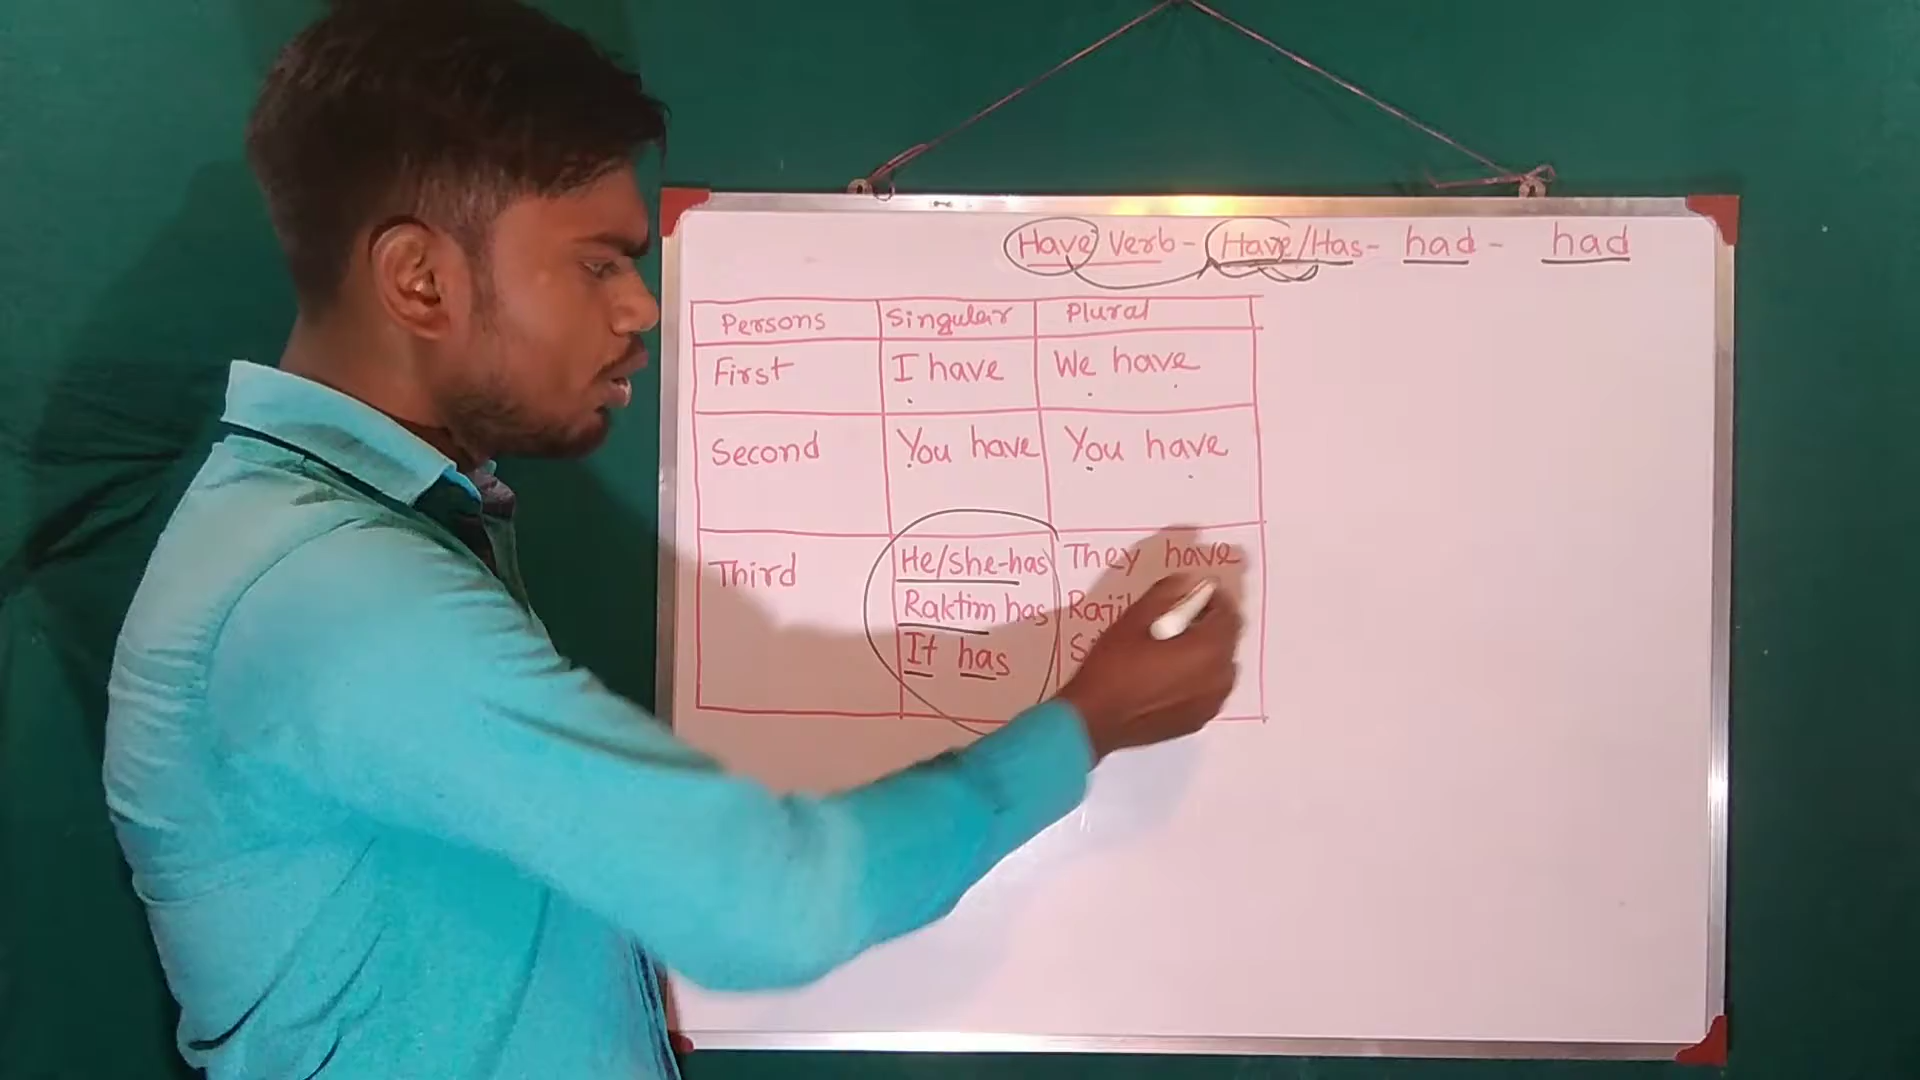 Have Verb - Have/Has - had - had
Persons Singular Plural
First I have We have
Second You have You have
Third He/she-has They have
Raktim has
It has